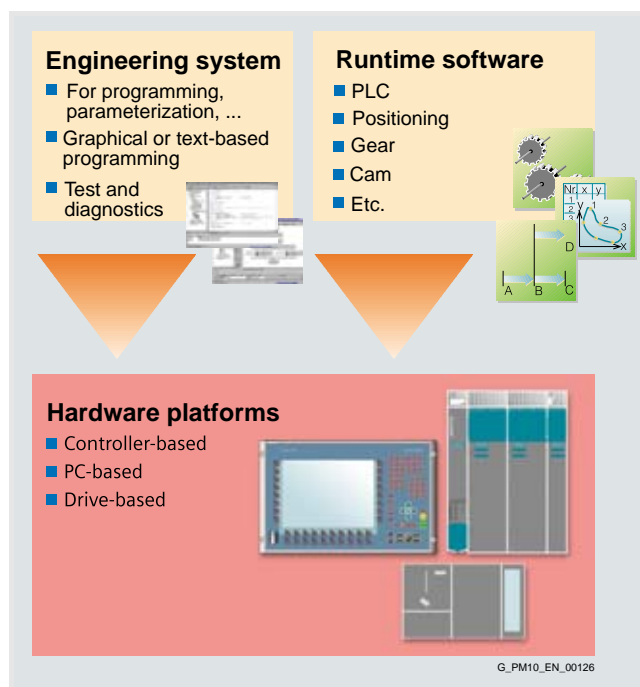 Engineering system
For programming,
parameterization, ...
Graphical or text-based
programming
Test and
diagnostics
Runtime software
PLC
Positioning
Gear
Cam
Etc.
Nr. x y
1
2
3
y
1
2
3
x
D
A B C
Hardware platforms
Controller-based
PC-based
Drive-based
G_PM10_EN_00126